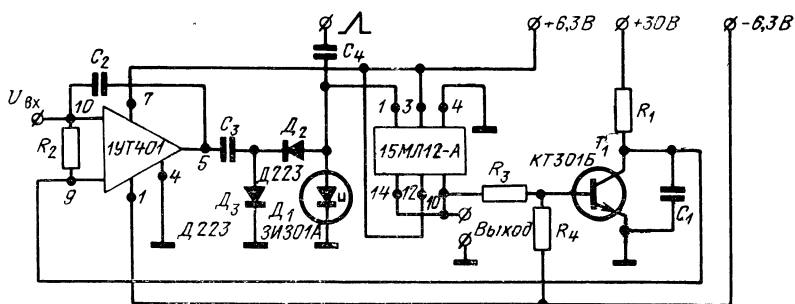 +6,3В
+30В
-6,3В
C₂
C₄
Uвх
10
7
1УТ401
R₂
9
1
4
5
C₃
Д₂
Д223
Д₃
Д223
Д₁
ЗИ301А
и
1
3
4
15МЛ12-А
14
12
10
R₃
Выход
R₄
R₁
T₁
КТ301Б
C₁